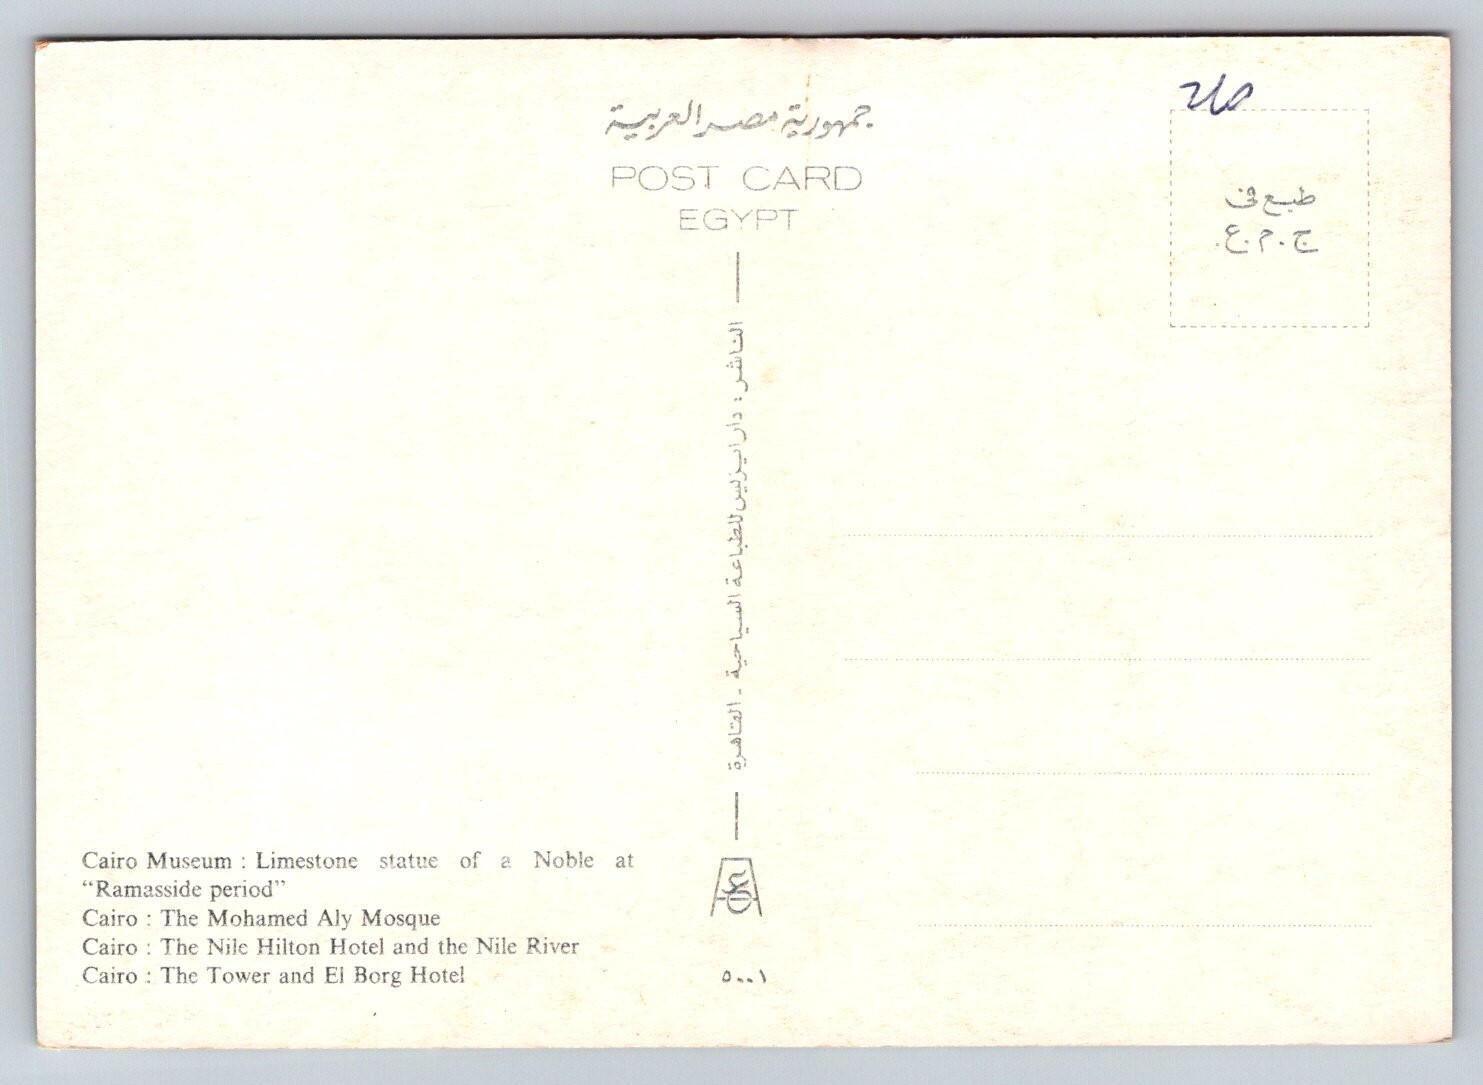 جمهورية مصر العربية
POST CARD
EGYPT
طبع فى
ج.م.ع.
الناشر : دار ايزيس للطباعة السياحية - القاهرة
Cairo Museum : Limestone statue of a Noble at
“Ramasside period”
Cairo : The Mohamed Aly Mosque
Cairo : The Nile Hilton Hotel and the Nile River
Cairo : The Tower and El Borg Hotel
٥٠٠١